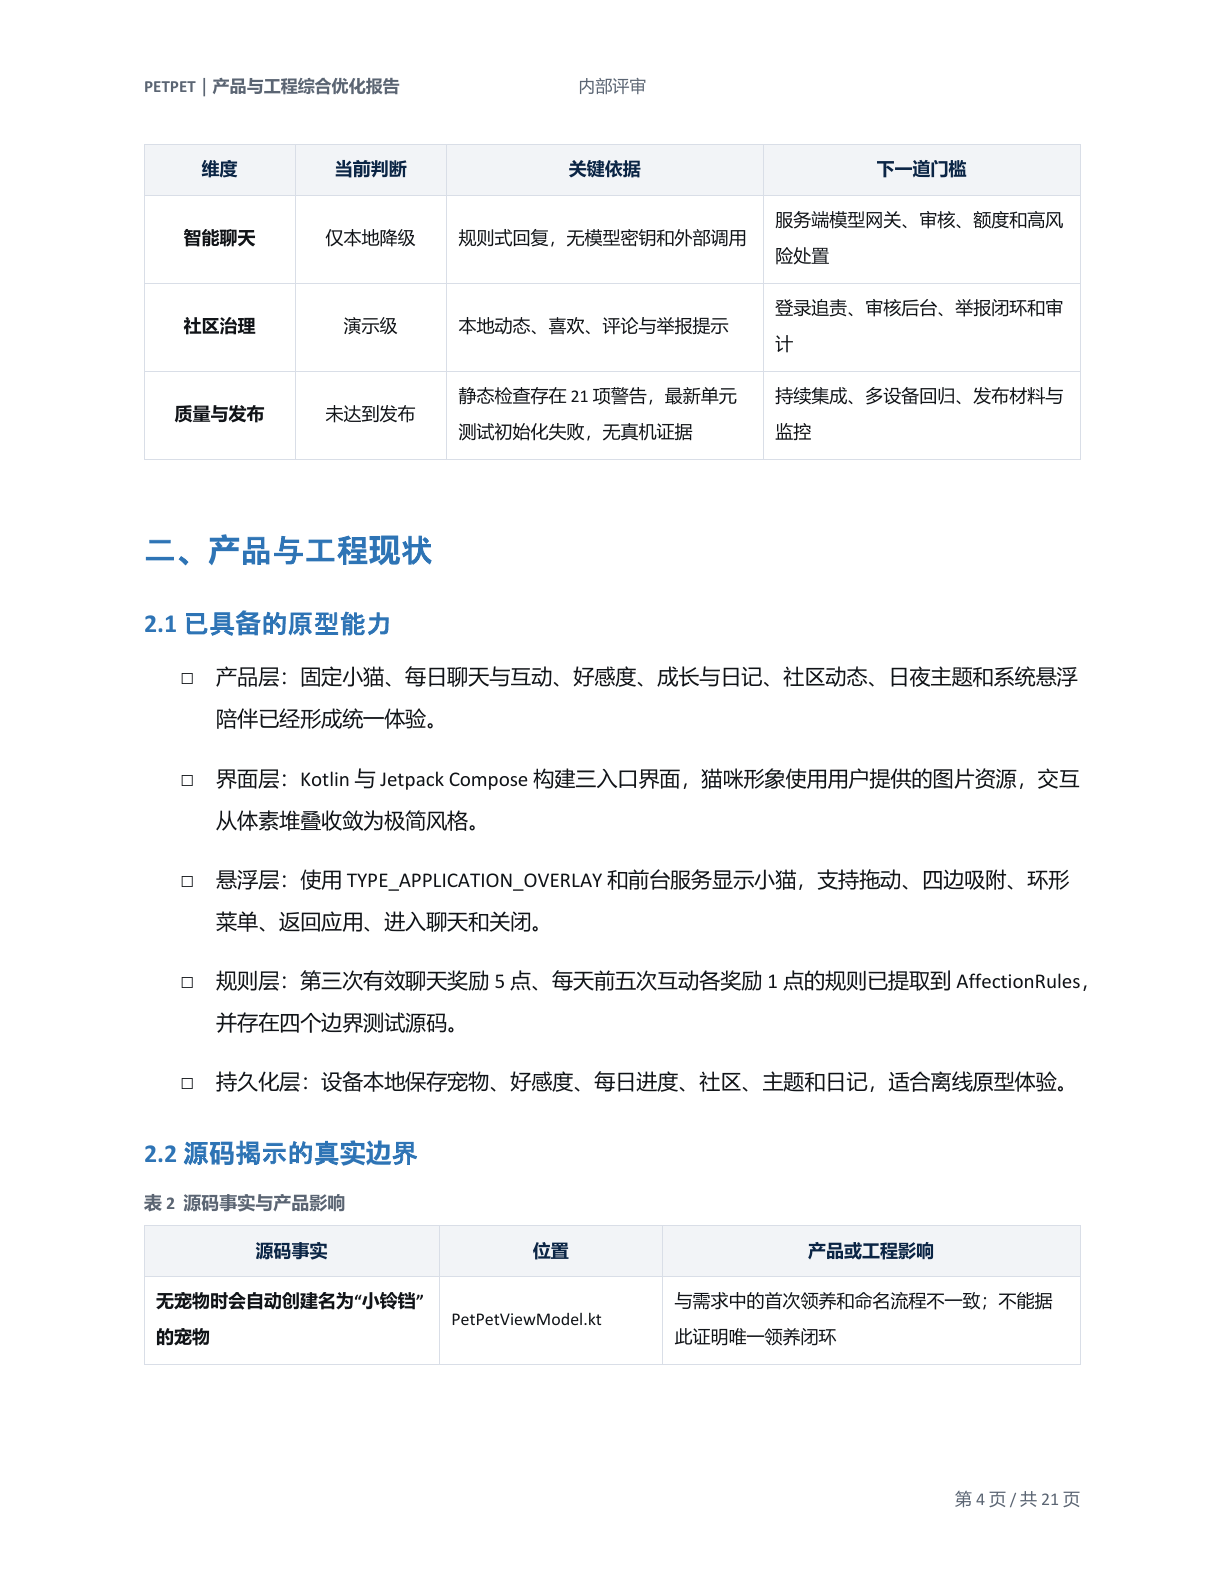 PETPET | 产品与工程综合优化报告 内部评审
维度 当前判断 关键依据 下一道门槛
智能聊天 仅本地降级 规则式回复，无模型密钥和外部调用 服务端模型网关、审核、额度和高风
险处置
社区治理 演示级 本地动态、喜欢、评论与举报提示 登录追责、审核后台、举报闭环和审
计
质量与发布 未达到发布 静态检查存在 21 项警告，最新单元 持续集成、多设备回归、发布材料与
测试初始化失败，无真机证据 监控
二、产品与工程现状
2.1 已具备的原型能力
□ 产品层：固定小猫、每日聊天与互动、好感度、成长与日记、社区动态、日夜主题和系统悬浮
陪伴已经形成统一体验。
□ 界面层：Kotlin 与 Jetpack Compose 构建三入口界面，猫咪形象使用用户提供的图片资源，交互
从体素堆叠收敛为极简风格。
□ 悬浮层：使用 TYPE_APPLICATION_OVERLAY 和前台服务显示小猫，支持拖动、四边吸附、环形
菜单、返回应用、进入聊天和关闭。
□ 规则层：第三次有效聊天奖励 5 点、每天前五次互动各奖励 1 点的规则已提取到 AffectionRules，
并存在四个边界测试源码。
□ 持久化层：设备本地保存宠物、好感度、每日进度、社区、主题和日记，适合离线原型体验。
2.2 源码揭示的真实边界
表 2 源码事实与产品影响
源码事实 位置 产品或工程影响
无宠物时会自动创建名为“小铃铛” PetPetViewModel.kt 与需求中的首次领养和命名流程不一致；不能据
的宠物 此证明唯一领养闭环
第 4 页 / 共 21 页